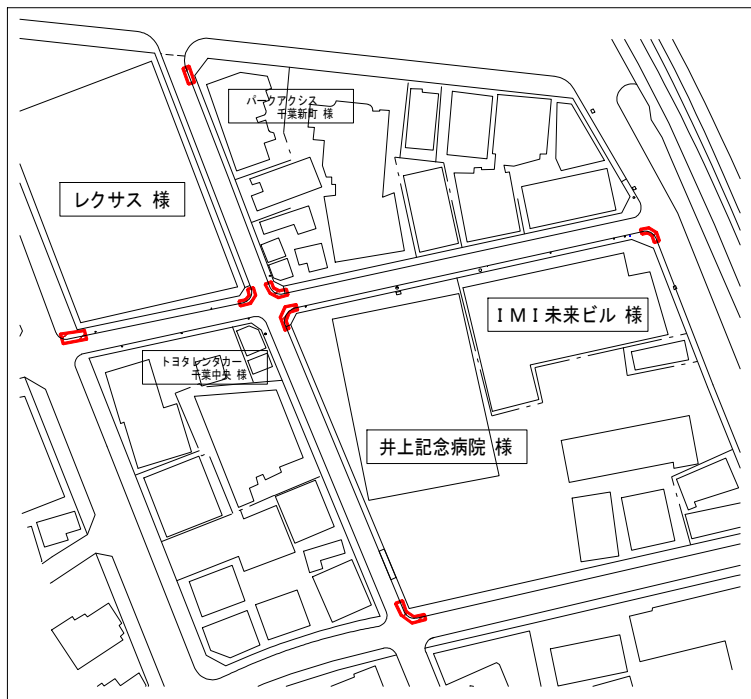 パークアクシス
千葉新町 様
レクサス 様
ＩＭＩ未来ビル 様
トヨタレンタカー
千葉中央 様
井上記念病院 様